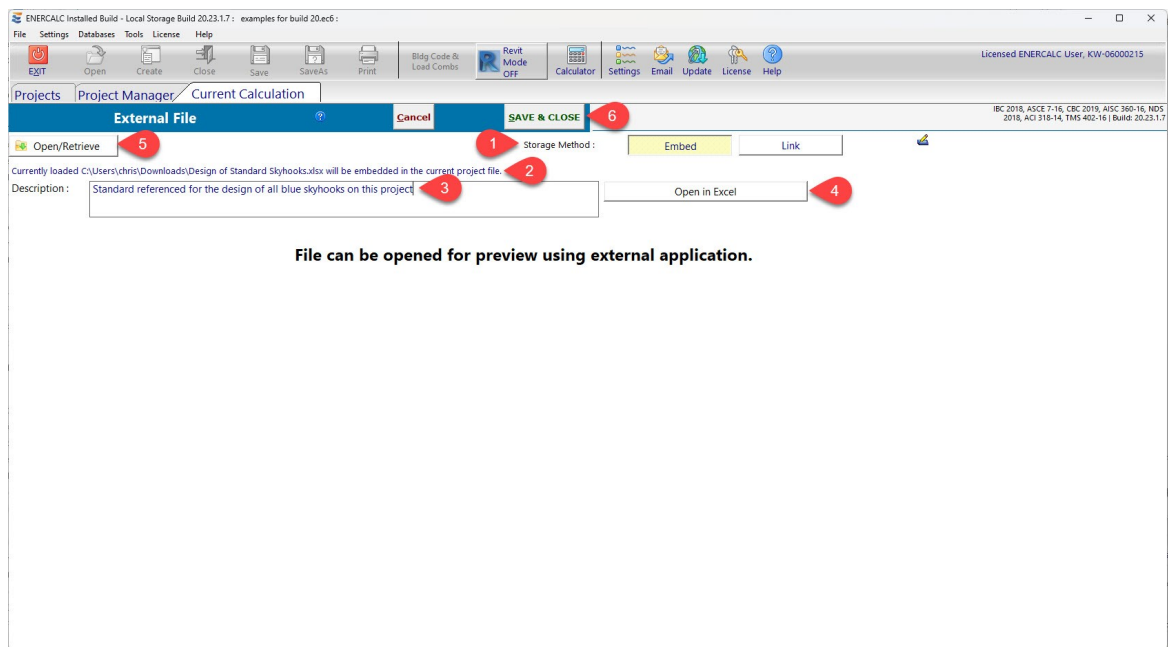 ENERCALC Installed Build - Local Storage Build 20.23.1.7 : examples for build 20.ec6 :
File Settings Databases Tools License Help
EXIT Open Create Close Save SaveAs Print Bldg Code & Load Combs Revit Mode OFF Calculator Settings Email Update License Help
Licensed ENERCALC User, KW-06000215
Projects Project Manager Current Calculation
External File ? Cancel SAVE & CLOSE 6
IBC 2018, ASCE 7-16, CBC 2019, AISC 360-16, NDS
2018, ACI 318-14, TMS 402-16 | Build: 20.23.1.7
Open/Retrieve 5 1 Storage Method : Embed Link
Currently loaded C:\Users\chris\Downloads\Design of Standard Skyhooks.xlsx will be embedded in the current project file. 2
Description : Standard referenced for the design of all blue skyhooks on this project 3 Open in Excel 4
File can be opened for preview using external application.